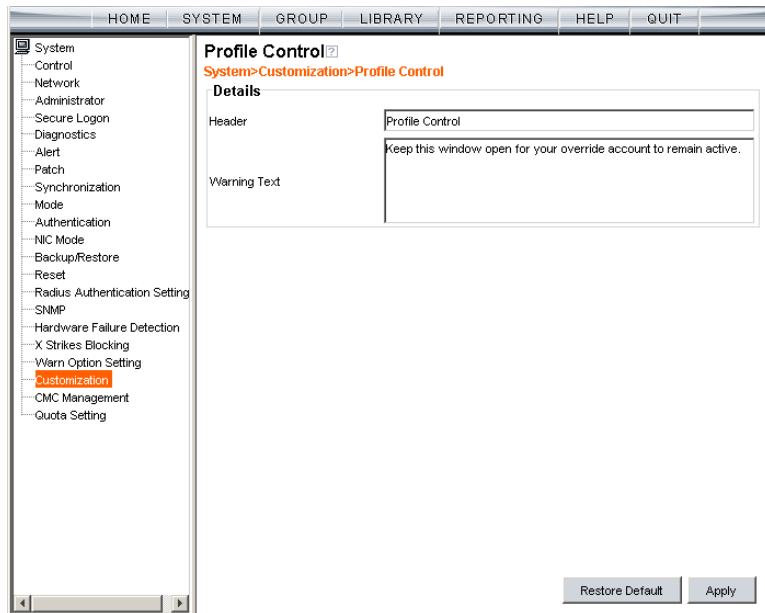 HOME SYSTEM GROUP LIBRARY REPORTING HELP QUIT
System
Control
Network
Administrator
Secure Logon
Diagnostics
Alert
Patch
Synchronization
Mode
Authentication
NIC Mode
Backup/Restore
Reset
Radius Authentication Setting
SNMP
Hardware Failure Detection
X Strikes Blocking
Warn Option Setting
Customization
CMC Management
Quota Setting
Profile Control?
System>Customization>Profile Control
Details
Header
Profile Control
Warning Text
Keep this window open for your override account to remain active.
Restore Default
Apply